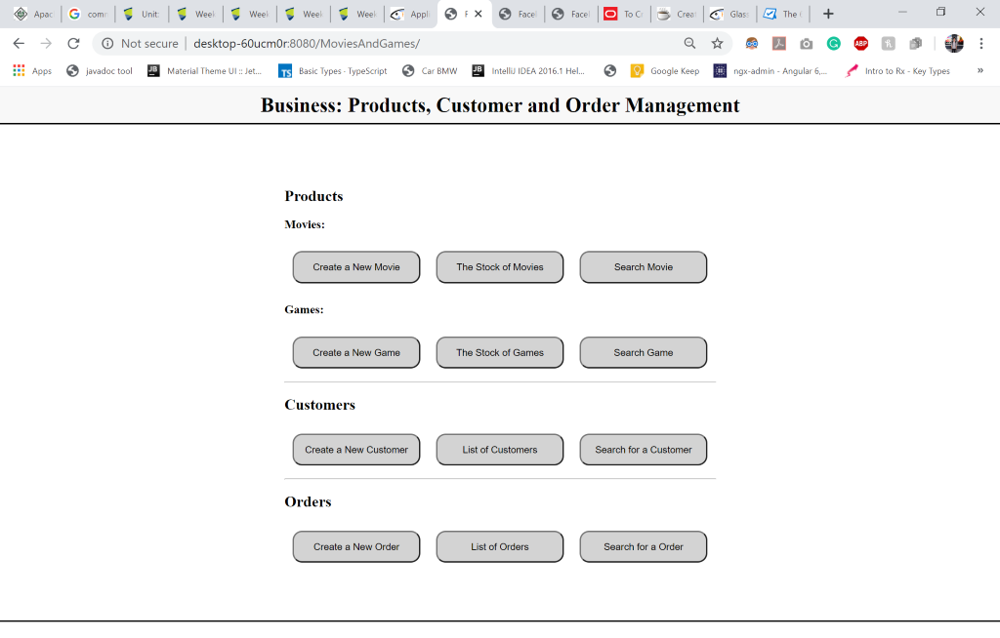 Apac com Unit: Week Week Week Week Appli F Facel Facel To Cr Creat Glass The
Not secure | desktop-60ucm0r:8080/MoviesAndGames/ ABP
Apps javadoc tool Material Theme UI :: Jet... Basic Types · TypeScript Car BMW IntelliJ IDEA 2016.1 Hel... Google Keep ngx-admin - Angular 6,... Intro to Rx - Key Types »
Business: Products, Customer and Order Management
Products
Movies:
Create a New Movie The Stock of Movies Search Movie
Games:
Create a New Game The Stock of Games Search Game
Customers
Create a New Customer List of Customers Search for a Customer
Orders
Create a New Order List of Orders Search for a Order